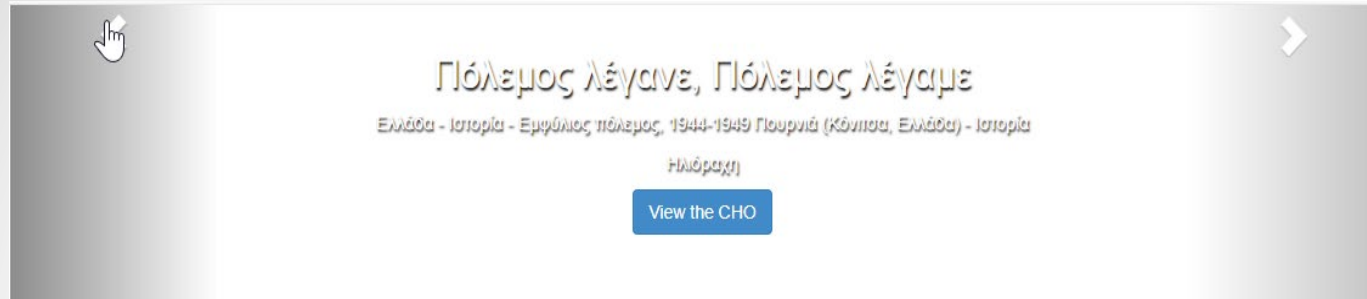 Πόλεμος λέγανε, Πόλεμος λέγαμε
Ελλάδα - Ιστορία - Εμφύλιος πόλεμος, 1944-1949 Πουρνιά (Κόνιτσα, Ελλάδα) - Ιστορία
Ηλιόραχη
View the CHO